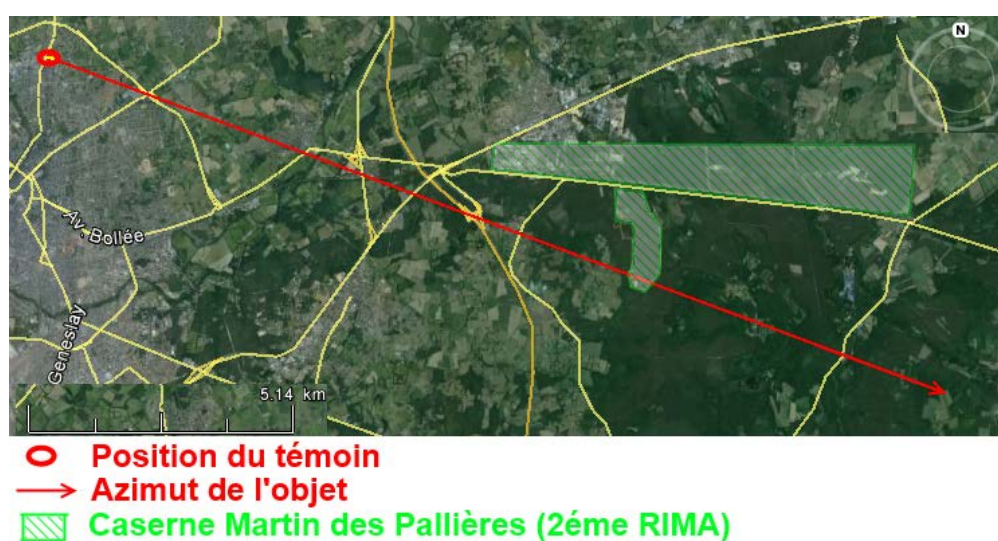 N
Av. Bollée
Geneslay
5.14 km
Position du témoin
Azimut de l'objet
Caserne Martin des Pallières (2éme RIMA)